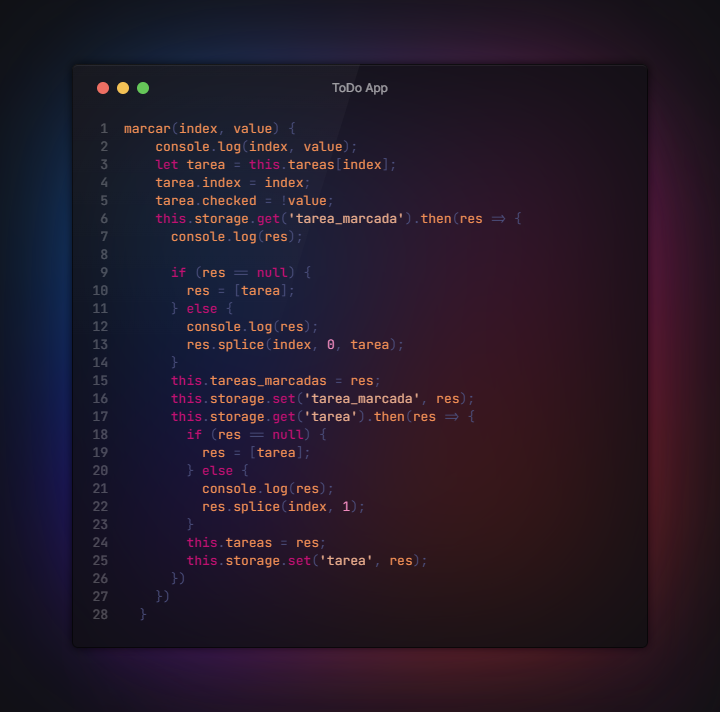 ToDo App
1 marcar(index, value) {
2 console.log(index, value);
3 let tarea = this.tareas[index];
4 tarea.index = index;
5 tarea.checked = !value;
6 this.storage.get('tarea_marcada').then(res => {
7 console.log(res);
8
9 if (res == null) {
10 res = [tarea];
11 } else {
12 console.log(res);
13 res.splice(index, 0, tarea);
14 }
15 this.tareas_marcadas = res;
16 this.storage.set('tarea_marcada', res);
17 this.storage.get('tarea').then(res => {
18 if (res == null) {
19 res = [tarea];
20 } else {
21 console.log(res);
22 res.splice(index, 1);
23 }
24 this.tareas = res;
25 this.storage.set('tarea', res);
26 })
27 })
28 }